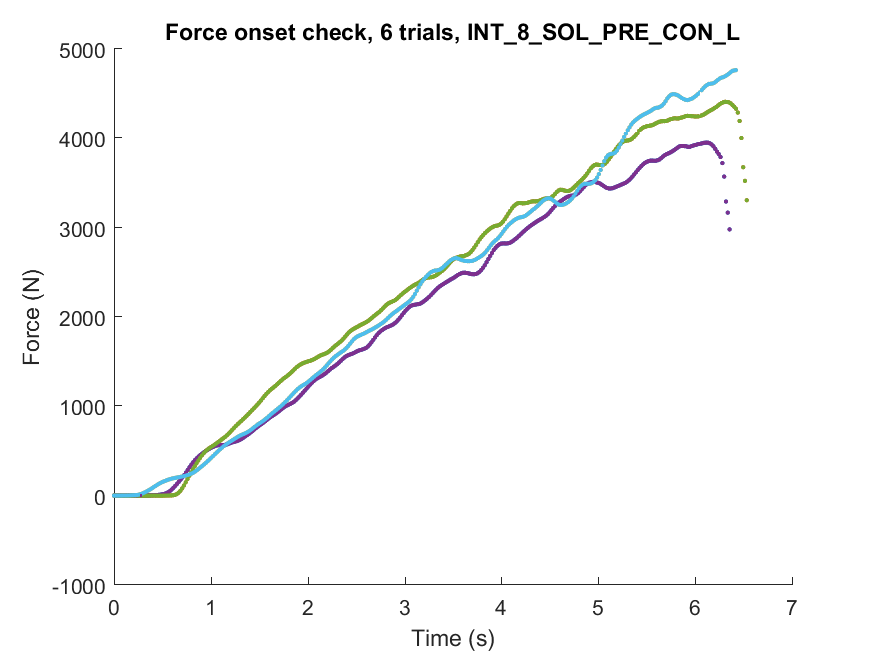 Force onset check, 6 trials, INT_8_SOL_PRE_CON_L
5000
4000
3000
2000
1000
0
-1000
Force (N)
0 1 2 3 4 5 6 7
Time (s)